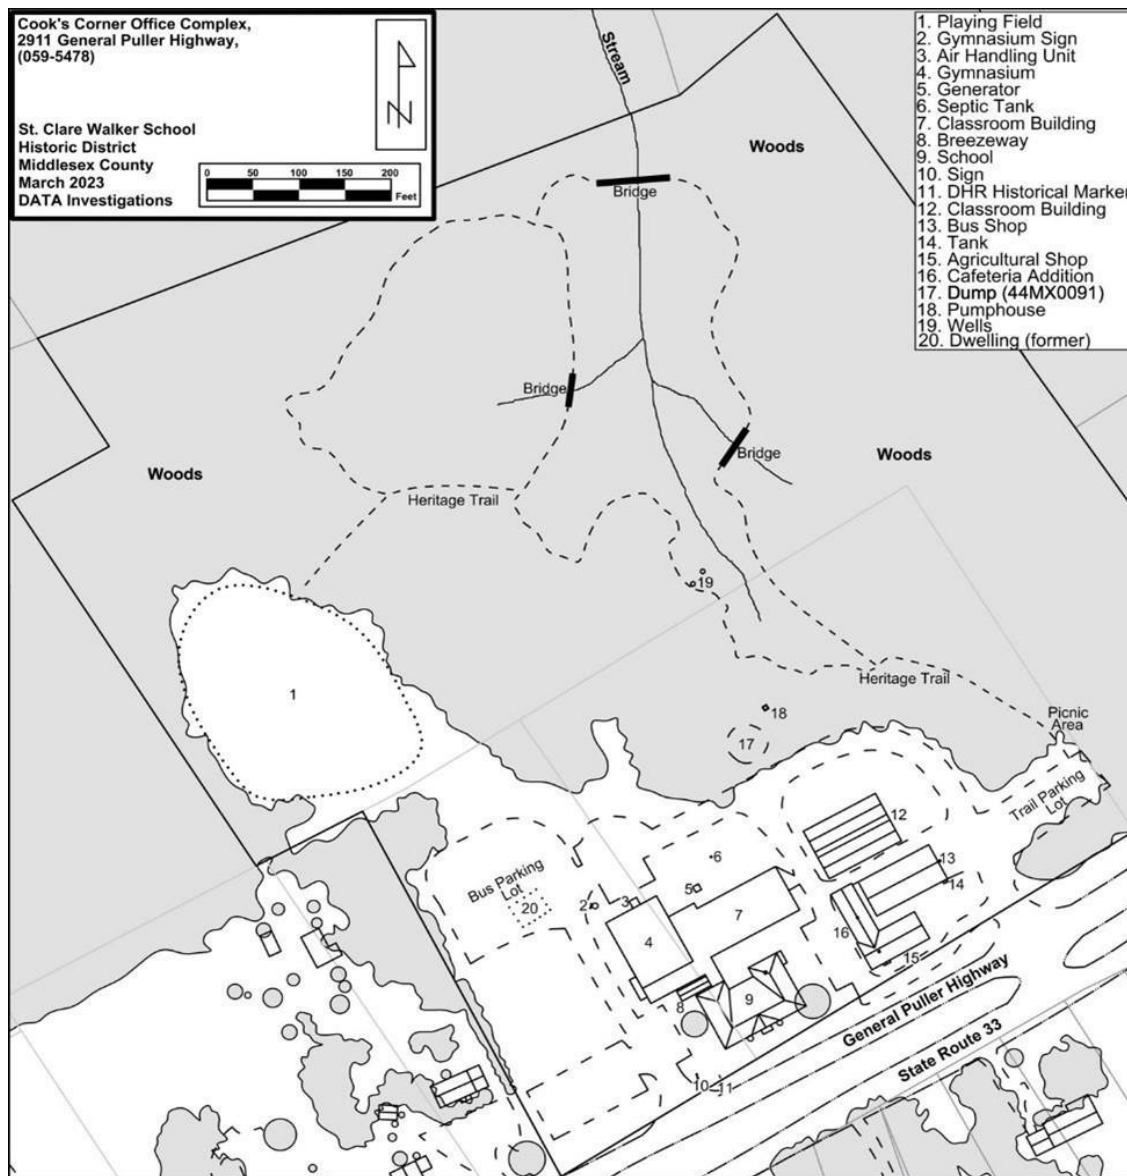 Cook's Corner Office Complex,
2911 General Puller Highway,
(059-5478)
N
St. Clare Walker School
Historic District
Middlesex County
March 2023
DATA Investigations
0 50 100 150 200
Feet
1. Playing Field
2. Gymnasium Sign
3. Air Handling Unit
4. Gymnasium
5. Generator
6. Septic Tank
7. Classroom Building
8. Breezeway
9. School
10. Sign
11. DHR Historical Marker
12. Classroom Building
13. Bus Shop
14. Tank
15. Agricultural Shop
16. Cafeteria Addition
17. Dump (44MX0091)
18. Pumphouse
19. Wells
20. Dwelling (former)
Stream
Woods
Bridge
Bridge
Bridge
Woods
Woods
Heritage Trail
19
Heritage Trail
1
18
17
Picnic
Area
Trail Parking
Lot
12
13
14
6
5
Bus Parking
Lot
20
2
3
7
4
16
15
8
9
General Puller Highway
State Route 33
10
11